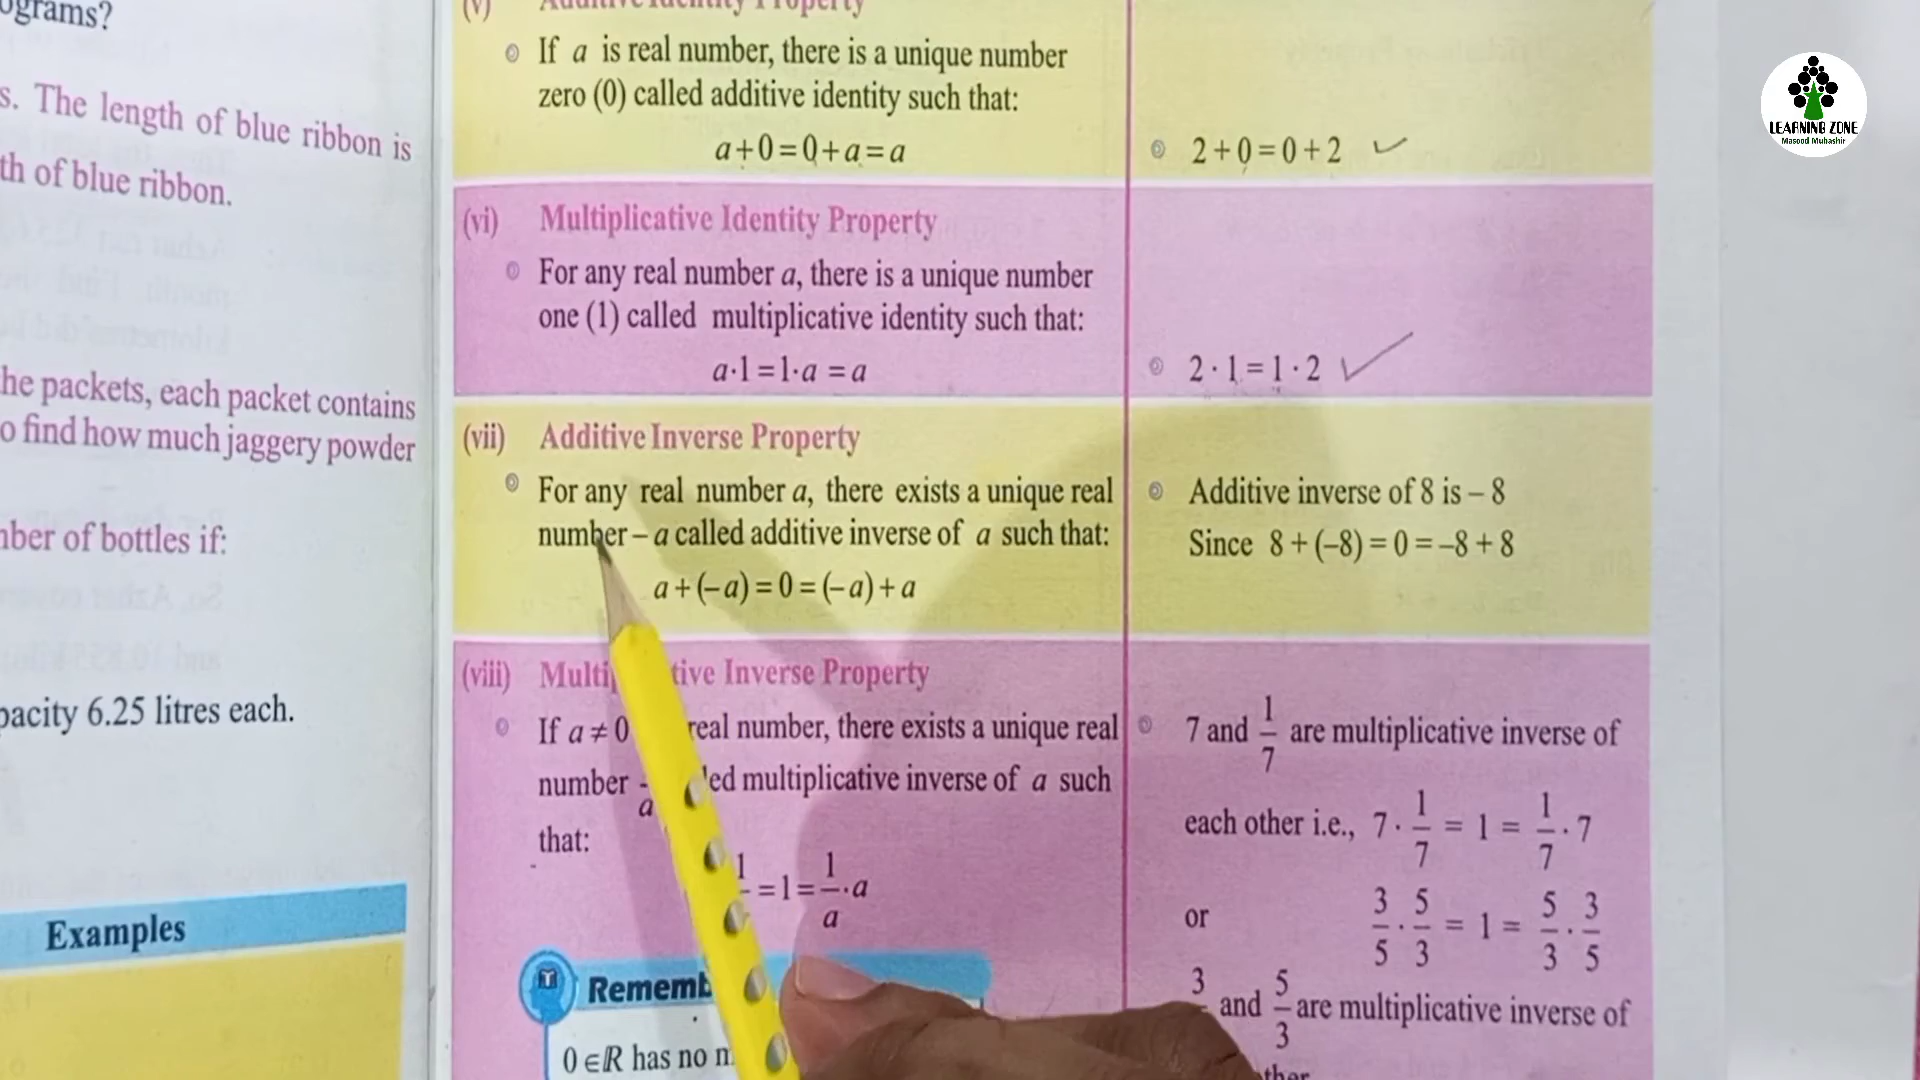 ograms?
s. The length of blue ribbon is
th of blue ribbon.
he packets, each packet contains
o find how much jaggery powder
nber of bottles if:
pacity 6.25 litres each.
Examples
(v) Additive Identity Property
If a is real number, there is a unique number
zero (0) called additive identity such that:
a+0=0+a=a
2+0=0+2
(vi) Multiplicative Identity Property
For any real number a, there is a unique number
one (1) called multiplicative identity such that:
a·1=1·a=a
2·1=1·2
(vii) Additive Inverse Property
For any real number a, there exists a unique real
number –a called additive inverse of a such that:
a+(–a)=0=(–a)+a
Additive inverse of 8 is –8
Since 8+(–8)=0=–8+8
(viii) Multi tive Inverse Property
If a≠0 real number, there exists a unique real
number a led multiplicative inverse of a such
that:
1 =1= 1/a ·a
7 and 1/7 are multiplicative inverse of
each other i.e., 7·1/7 = 1 = 1/7·7
or 3/5·5/3 = 1 = 5/3·3/5
3 and 5/3 are multiplicative inverse of
ther
Rememb
0∈R has no
LEARNING ZONE
Masood Muhashir